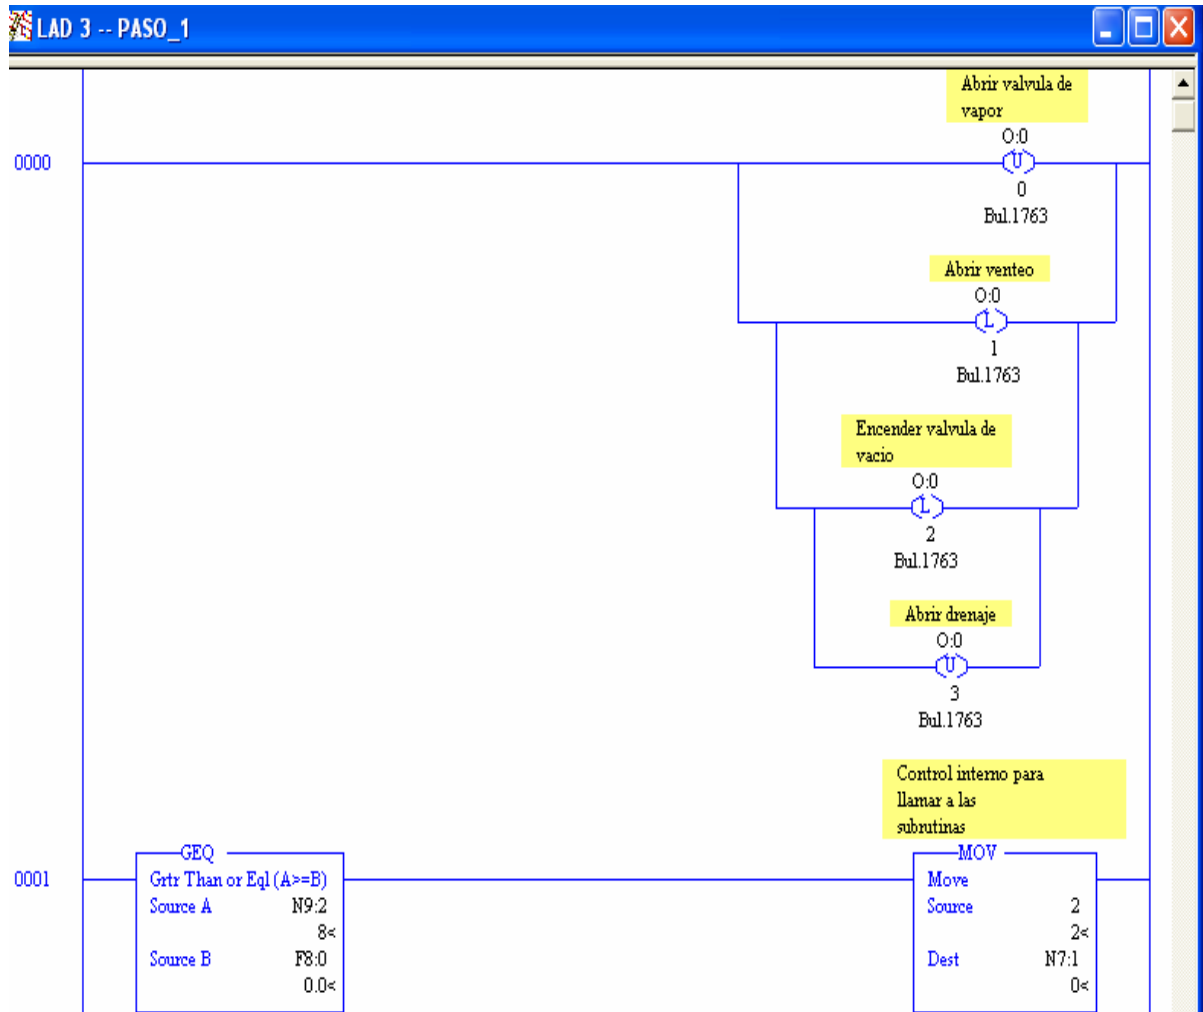 LAD 3 -- PASO_1
Abrir valvula de
vapor
O:0
0000
U
0
Bul.1763
Abrir venteo
O:0
L
1
Bul.1763
Encender valvula de
vacio
O:0
L
2
Bul.1763
Abrir drenaje
O:0
U
3
Bul.1763
Control interno para
llamar a las
subrutinas
GEQ
MOV
0001
Grtr Than or Eql (A>=B)
Move
Source A N9:2
Source 2
8<
2<
Source B F8:0
Dest N7:1
0.0<
0<